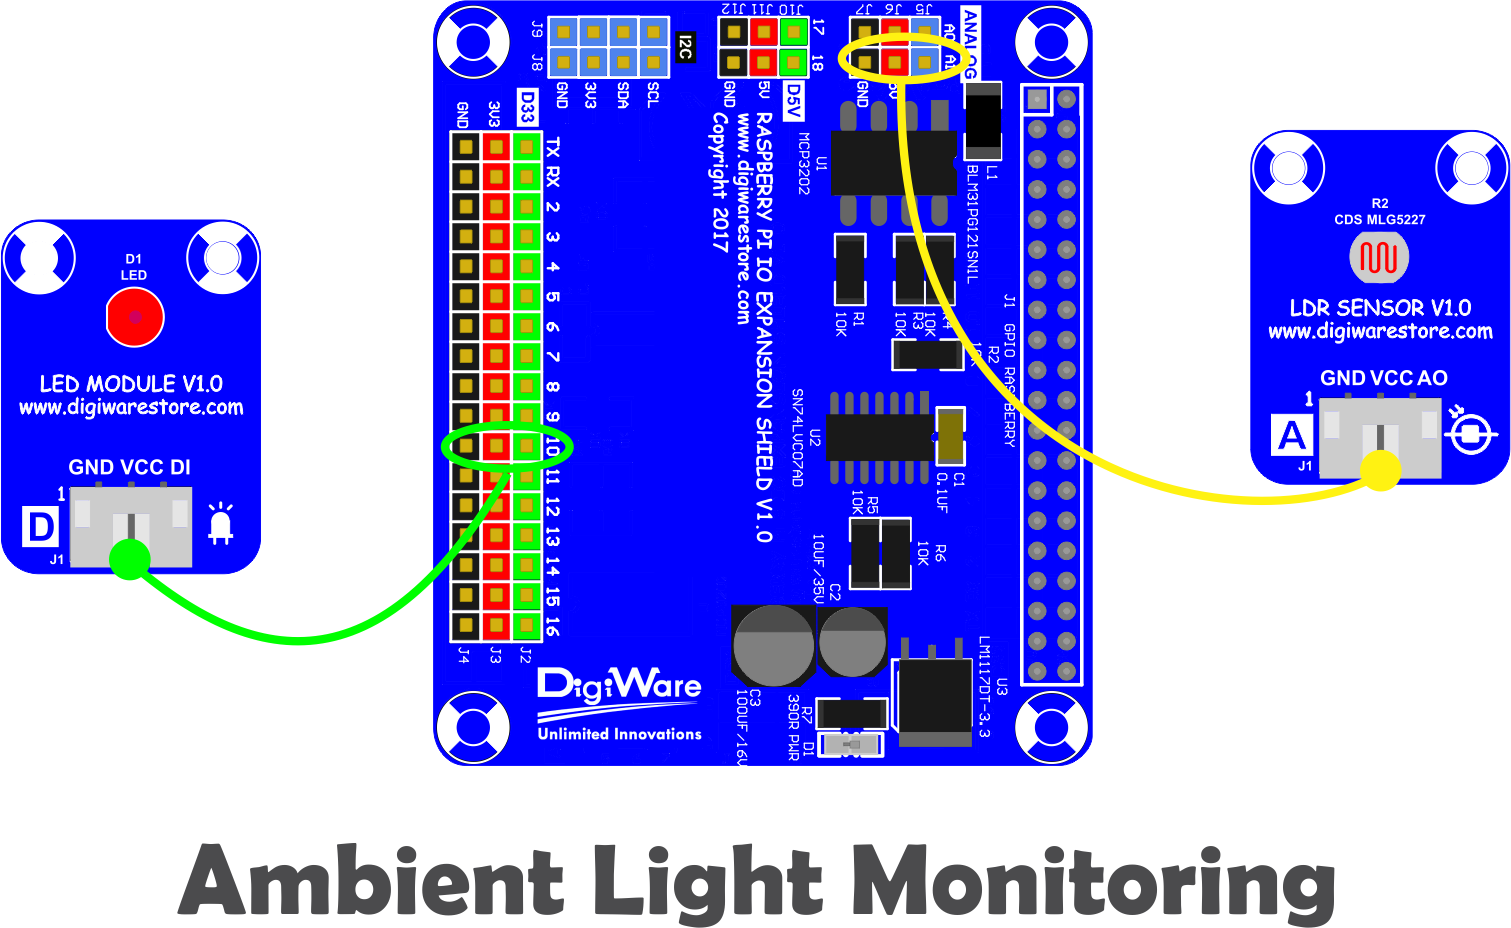 D1
LED
LED MODULE V1.0
www.digiwarestore.com
GND VCC DI
1
D
J1
J9
J8
I2C
GND
3V3
SDA
SCL
GND
3V3
D33
TX
RX
2
3
4
5
6
7
8
9
10
11
12
13
14
15
16
J4
J3
J2
J12
J11
J10
17
18
GND
5V
D5V
J7
J6
J5
ANALOG
GND
RASPBERRY PI IO EXPANSION SHIELD V1.0
www.digiwarestore.com
Copyright 2017
MCP3202
U1
L1
BLM31PG121SN1L
R1
10K
R3
10K
R4
10K
R2
J1 GPIO RASPBERRY
SN74LVC07AD
U2
C1
0.1UF
R5
10K
R6
10K
10UF/35V
C2
C3
100UF/16V
R7
390R
D1
PWR
U3
LM1117DT-3.3
DigiWare
Unlimited Innovations
R2
CDS MLG5227
LDR SENSOR V1.0
www.digiwarestore.com
GND VCC AO
1
A
J1
Ambient Light Monitoring